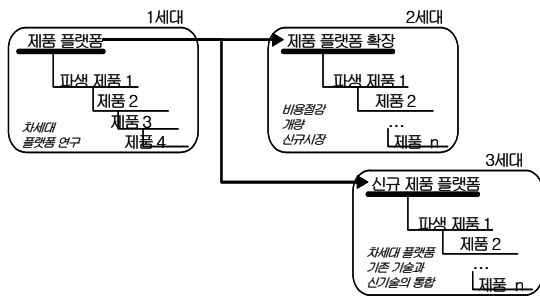 1세대
제품 플랫폼
파생 제품 1
제품 2
제품 3
제품 4
차세대
플랫폼 연구
2세대
제품 플랫폼 확장
파생 제품 1
제품 2
...
제품 n
비용절감
개량
신규시장
3세대
신규 제품 플랫폼
파생 제품 1
제품 2
...
제품 n
차세대 플랫폼
기존 기술과
신기술의 통합